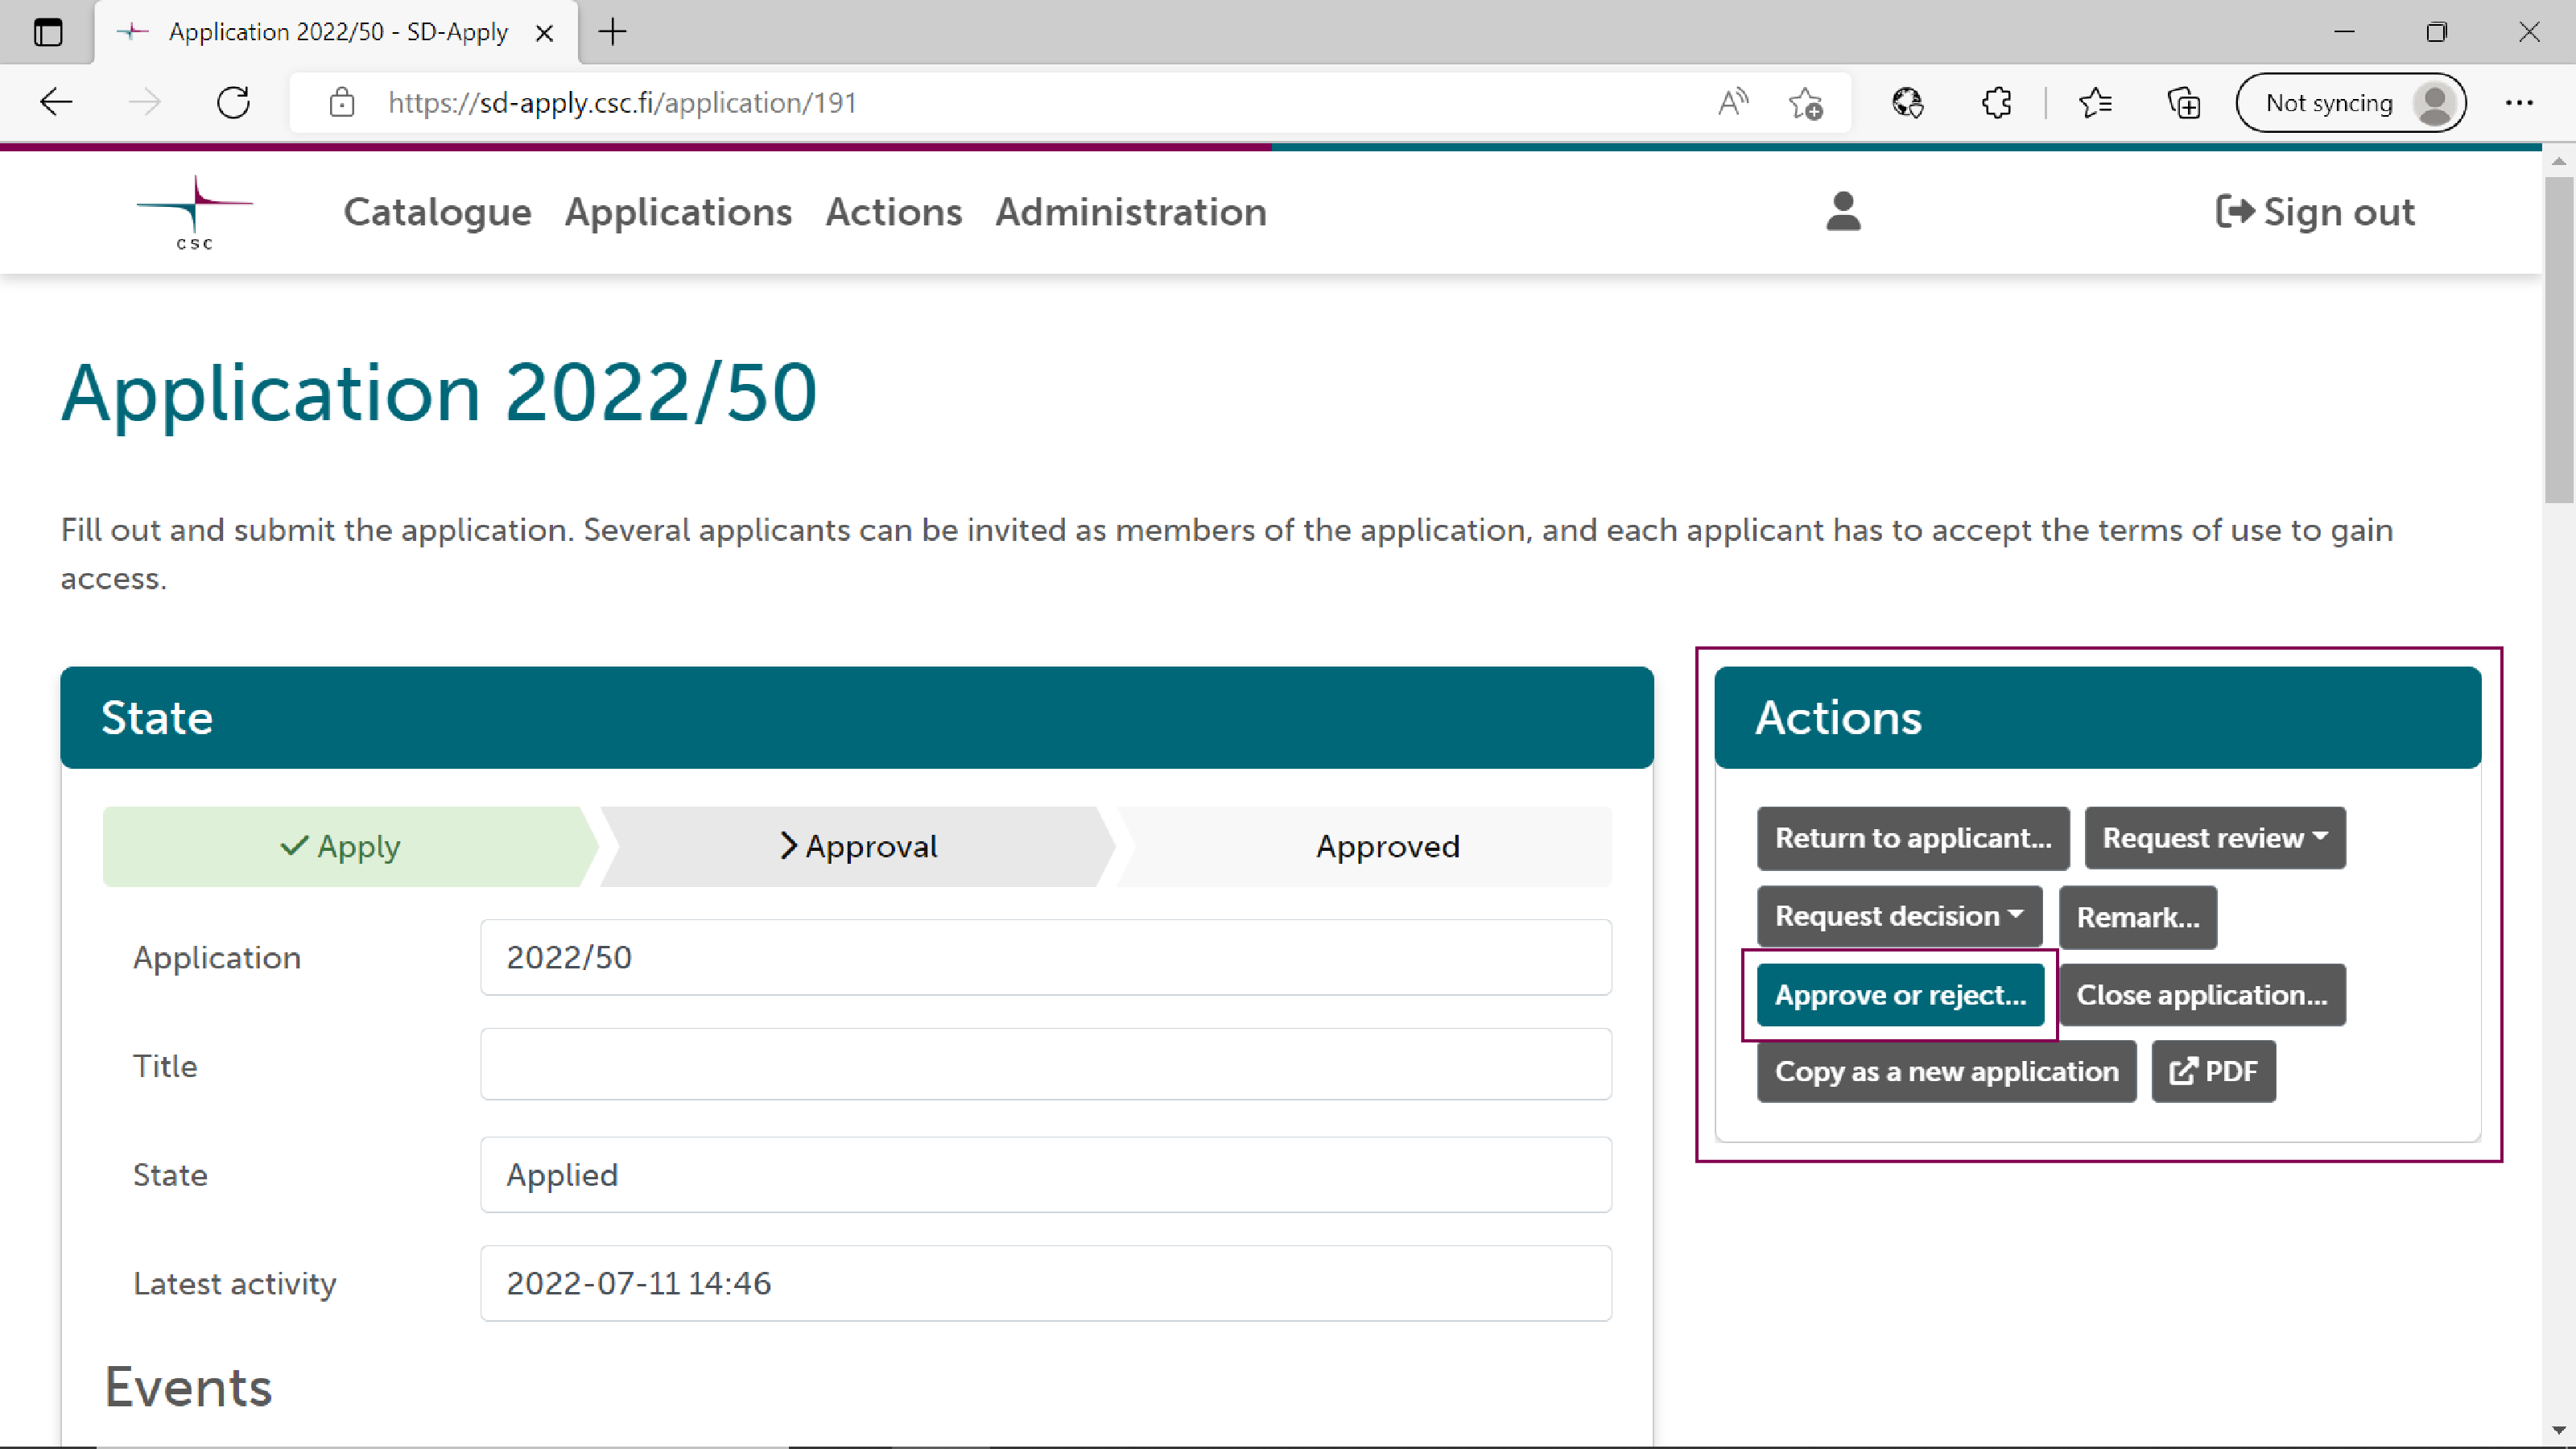 Application 2022/50 - SD-Apply
https://sd-apply.csc.fi/application/191
Not syncing
CSC
Catalogue Applications Actions Administration
Sign out
Application 2022/50
Fill out and submit the application. Several applicants can be invited as members of the application, and each applicant has to accept the terms of use to gain
access.
State
Apply
Approval
Approved
Application
2022/50
Title
State
Applied
Latest activity
2022-07-11 14:46
Events
Actions
Return to applicant...
Request review
Request decision
Remark...
Approve or reject...
Close application...
Copy as a new application
PDF